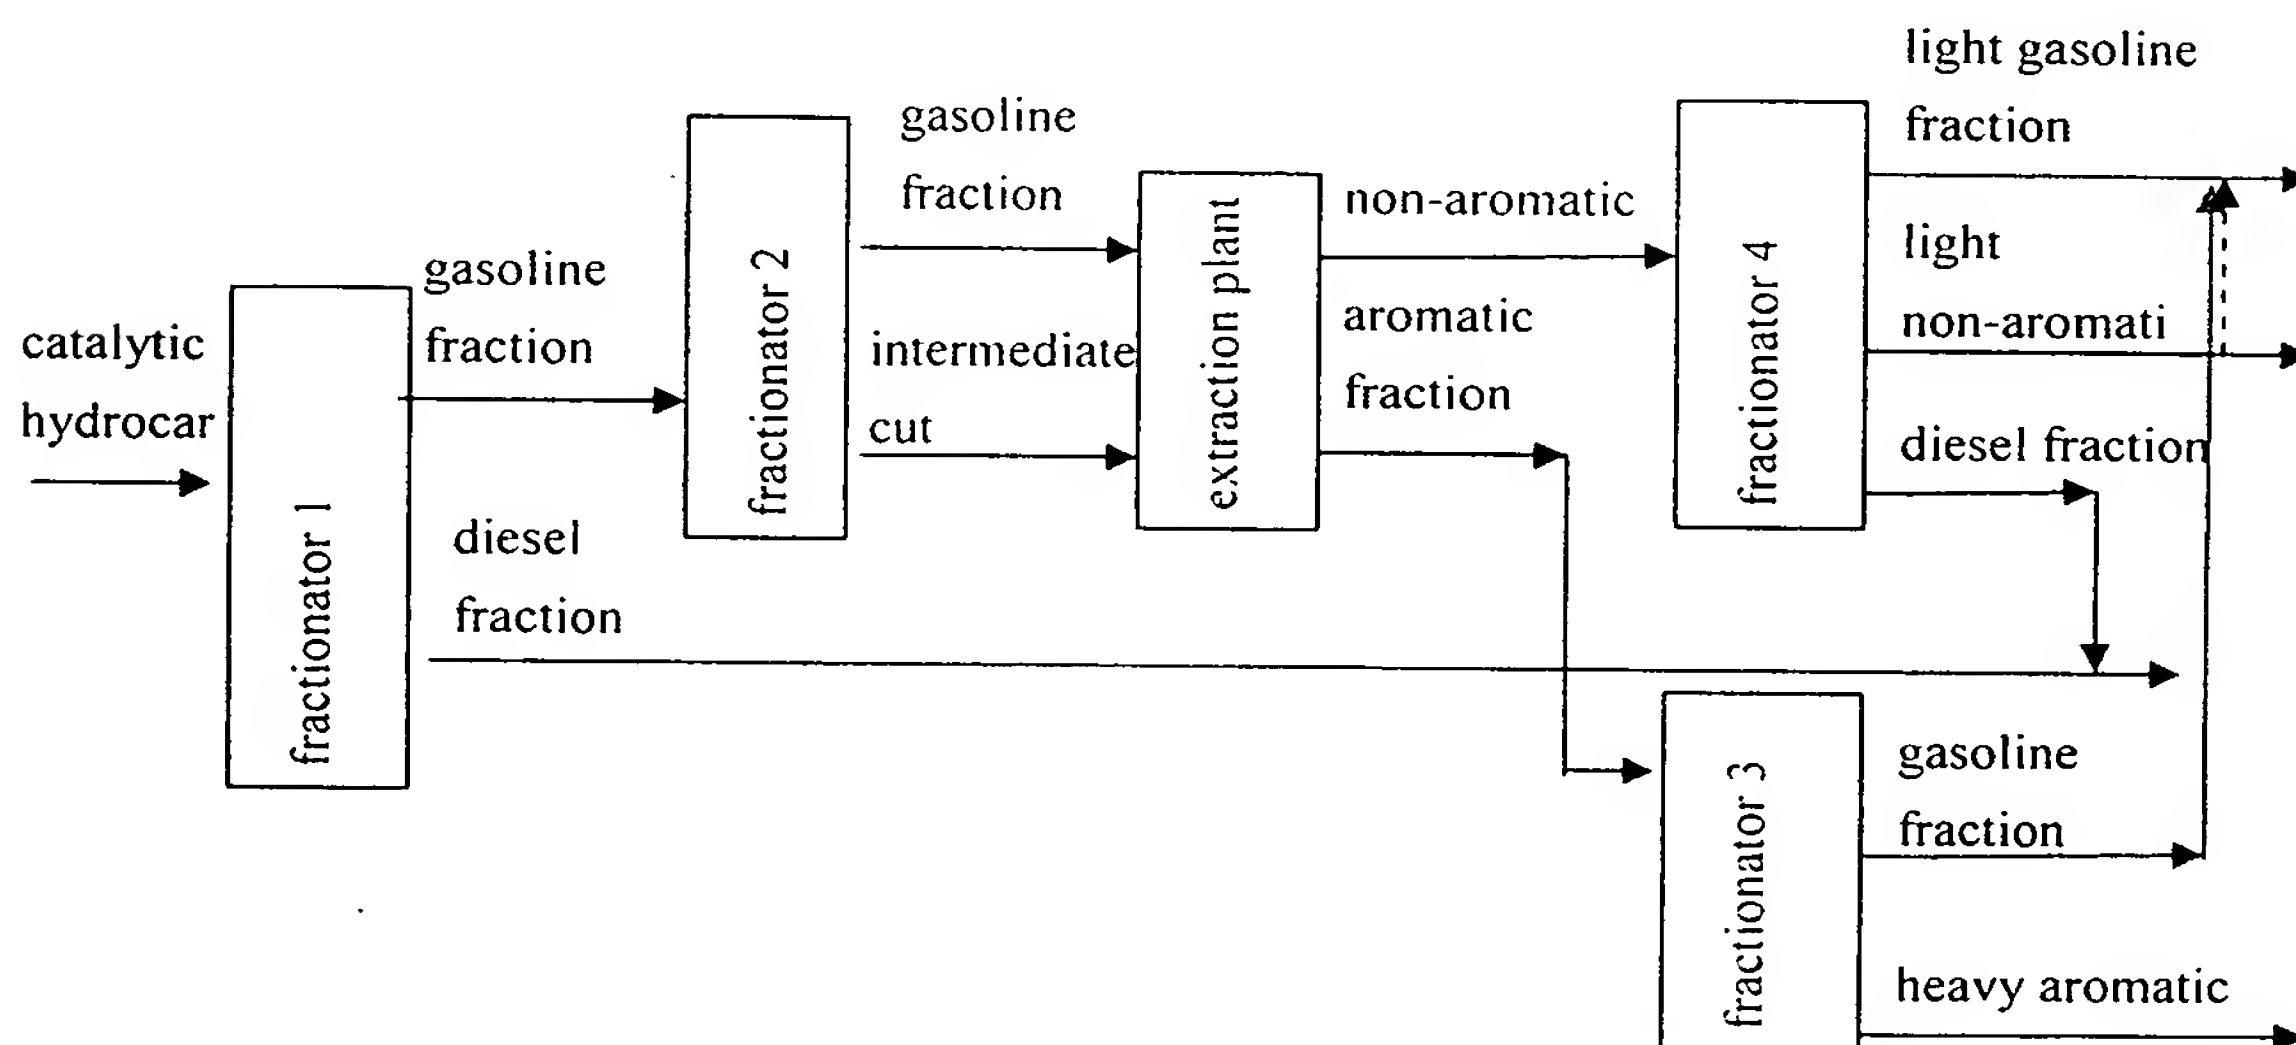 catalytic
hydrocar
fractionator 1
gasoline
fraction
diesel
fraction
fractionator 2
gasoline
fraction
intermediate
cut
extraction plant
non-aromatic
aromatic
fraction
fractionator 4
light gasoline
fraction
light
non-aromati
diesel fraction
fractionator 3
gasoline
fraction
heavy aromatic